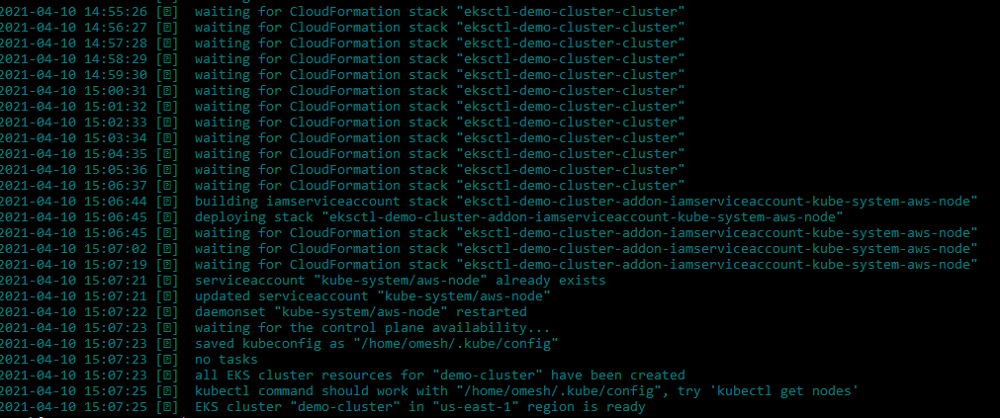 2021-04-10 14:55:26 [ℹ]  waiting for CloudFormation stack "eksctl-demo-cluster-cluster"
2021-04-10 14:56:27 [ℹ]  waiting for CloudFormation stack "eksctl-demo-cluster-cluster"
2021-04-10 14:57:28 [ℹ]  waiting for CloudFormation stack "eksctl-demo-cluster-cluster"
2021-04-10 14:58:29 [ℹ]  waiting for CloudFormation stack "eksctl-demo-cluster-cluster"
2021-04-10 14:59:30 [ℹ]  waiting for CloudFormation stack "eksctl-demo-cluster-cluster"
2021-04-10 15:00:31 [ℹ]  waiting for CloudFormation stack "eksctl-demo-cluster-cluster"
2021-04-10 15:01:32 [ℹ]  waiting for CloudFormation stack "eksctl-demo-cluster-cluster"
2021-04-10 15:02:33 [ℹ]  waiting for CloudFormation stack "eksctl-demo-cluster-cluster"
2021-04-10 15:03:34 [ℹ]  waiting for CloudFormation stack "eksctl-demo-cluster-cluster"
2021-04-10 15:04:35 [ℹ]  waiting for CloudFormation stack "eksctl-demo-cluster-cluster"
2021-04-10 15:05:36 [ℹ]  waiting for CloudFormation stack "eksctl-demo-cluster-cluster"
2021-04-10 15:06:37 [ℹ]  waiting for CloudFormation stack "eksctl-demo-cluster-cluster"
2021-04-10 15:06:44 [ℹ]  building iamserviceaccount stack "eksctl-demo-cluster-addon-iamserviceaccount-kube-system-aws-node"
2021-04-10 15:06:45 [ℹ]  deploying stack "eksctl-demo-cluster-addon-iamserviceaccount-kube-system-aws-node"
2021-04-10 15:06:45 [ℹ]  waiting for CloudFormation stack "eksctl-demo-cluster-addon-iamserviceaccount-kube-system-aws-node"
2021-04-10 15:07:02 [ℹ]  waiting for CloudFormation stack "eksctl-demo-cluster-addon-iamserviceaccount-kube-system-aws-node"
2021-04-10 15:07:19 [ℹ]  waiting for CloudFormation stack "eksctl-demo-cluster-addon-iamserviceaccount-kube-system-aws-node"
2021-04-10 15:07:21 [ℹ]  serviceaccount "kube-system/aws-node" already exists
2021-04-10 15:07:21 [ℹ]  updated serviceaccount "kube-system/aws-node"
2021-04-10 15:07:22 [ℹ]  daemonset "kube-system/aws-node" restarted
2021-04-10 15:07:23 [ℹ]  waiting for the control plane availability...
2021-04-10 15:07:23 [ℹ]  saved kubeconfig as "/home/omesh/.kube/config"
2021-04-10 15:07:23 [ℹ]  no tasks
2021-04-10 15:07:23 [ℹ]  all EKS cluster resources for "demo-cluster" have been created
2021-04-10 15:07:25 [ℹ]  kubectl command should work with "/home/omesh/.kube/config", try 'kubectl get nodes'
2021-04-10 15:07:25 [ℹ]  EKS cluster "demo-cluster" in "us-east-1" region is ready